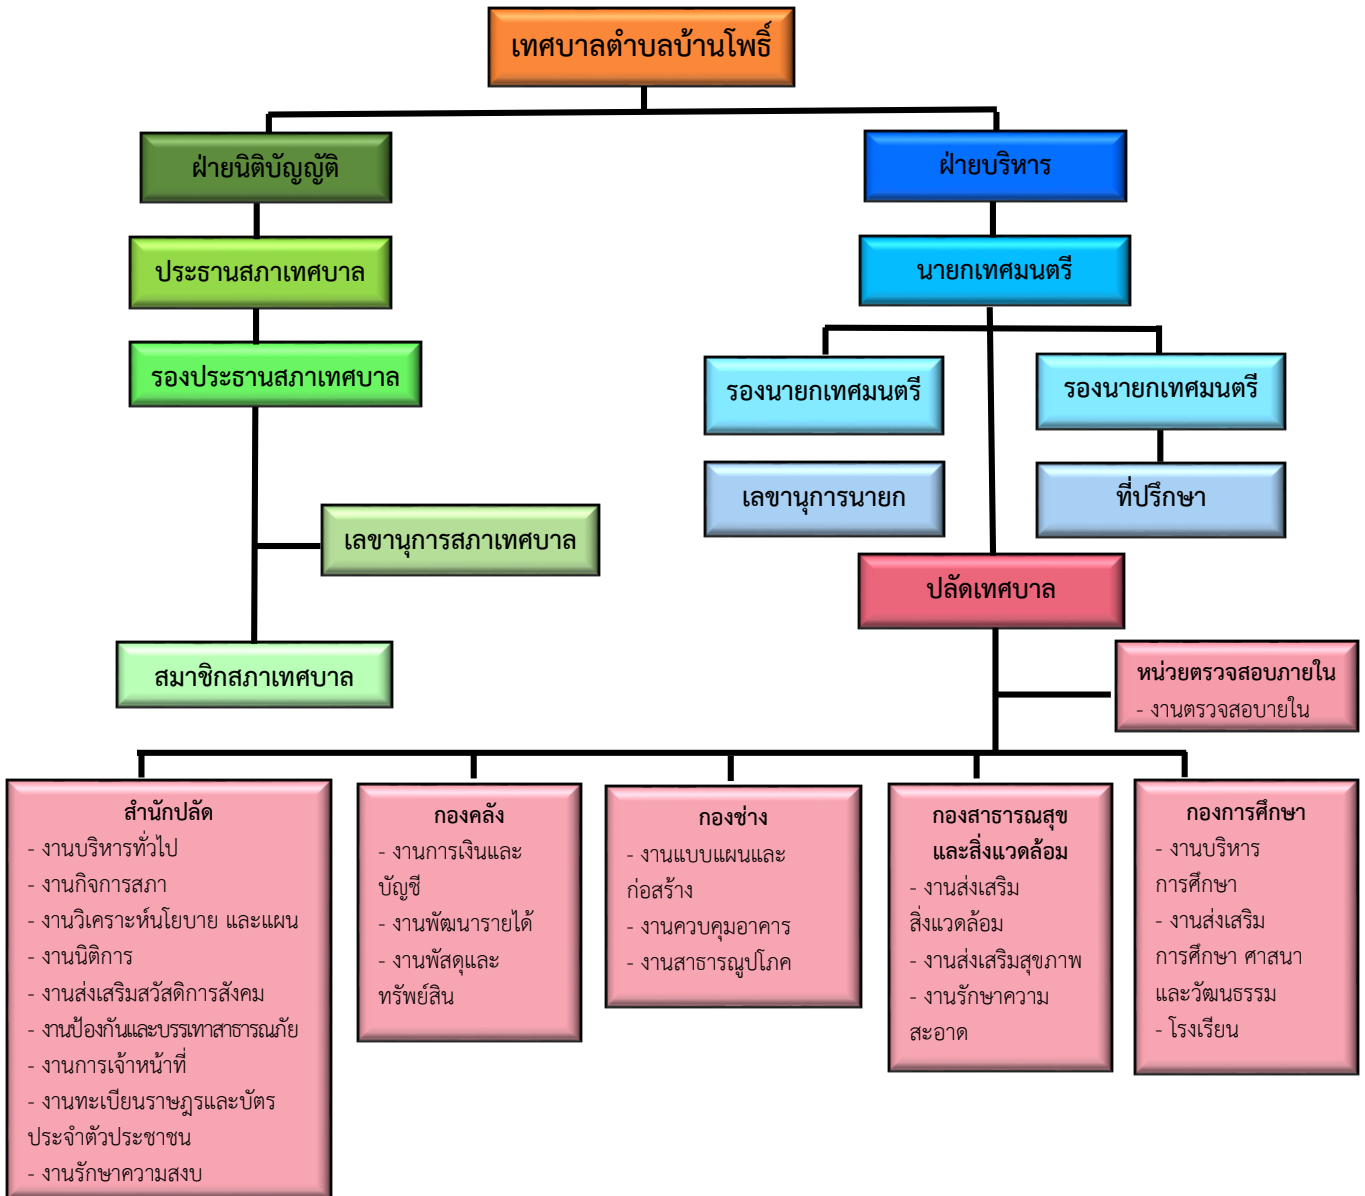 เทศบาลตำบลบ้านโพธิ์
ฝ่ายนิติบัญญัติ
ฝ่ายบริหาร
ประธานสภาเทศบาล
นายกเทศมนตรี
รองประธานสภาเทศบาล
รองนายกเทศมนตรี
รองนายกเทศมนตรี
เลขานุการนายก
ที่ปรึกษา
เลขานุการสภาเทศบาล
ปลัดเทศบาล
สมาชิกสภาเทศบาล
หน่วยตรวจสอบภายใน
- งานตรวจสอบายใน
สำนักปลัด
- งานบริหารทั่วไป
- งานกิจการสภา
- งานวิเคราะห์นโยบาย และแผน
- งานนิติการ
- งานส่งเสริมสวัสดิการสังคม
- งานป้องกันและบรรเทาสาธารณภัย
- งานการเจ้าหน้าที่
- งานทะเบียนราษฎรและบัตร
ประจำตัวประชาชน
- งานรักษาความสงบ
กองคลัง
- งานการเงินและ
บัญชี
- งานพัฒนารายได้
- งานพัสดุและ
ทรัพย์สิน
กองช่าง
- งานแบบแผนและ
ก่อสร้าง
- งานควบคุมอาคาร
- งานสาธารณูปโภค
กองสาธารณสุข
และสิ่งแวดล้อม
- งานส่งเสริม
สิ่งแวดล้อม
- งานส่งเสริมสุขภาพ
- งานรักษาความ
สะอาด
กองการศึกษา
- งานบริหาร
การศึกษา
- งานส่งเสริม
การศึกษา ศาสนา
และวัฒนธรรม
- โรงเรียน